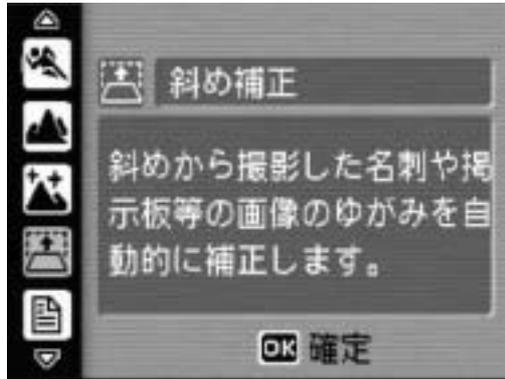 斜め補正
斜めから撮影した名刺や掲
示板等の画像のゆがみを自
動的に補正します。
OK 確定